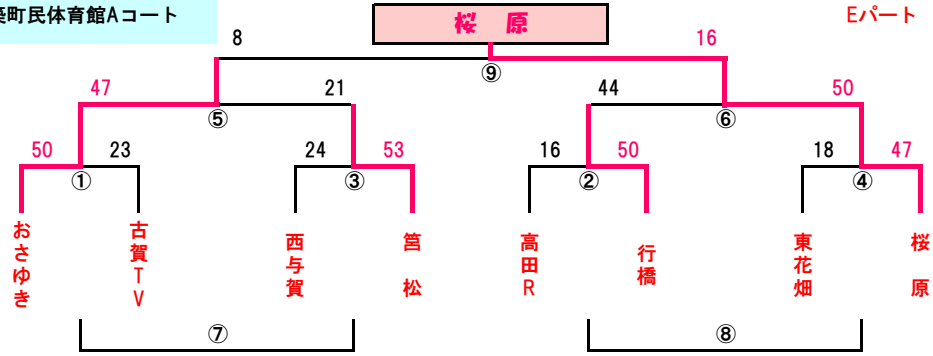 築町民体育館Aコート
桜 原
Eパート
8
16
⑨
47
21
44
50
⑤
⑥
50
23
24
53
16
50
18
47
①
③
②
④
おさゆき
古賀TV
西与賀
筥 松
高田R
行橋
東花畑
桜 原
⑦
⑧